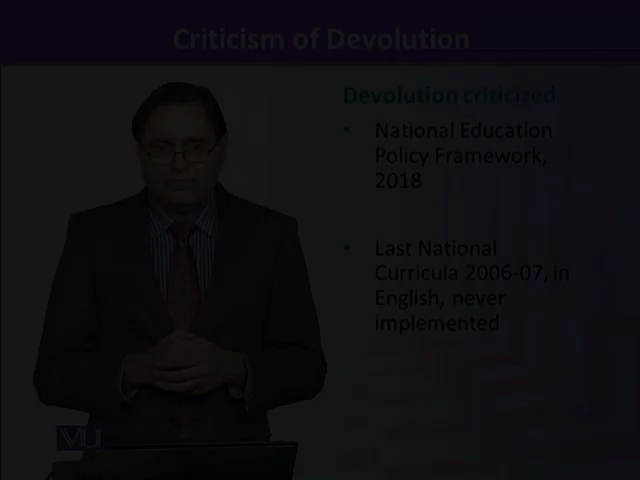 Criticism of Devolution
Devolution criticized
• National Education
Policy Framework,
2018
• Last National
Curricula 2006-07, in
English, never
implemented
VU